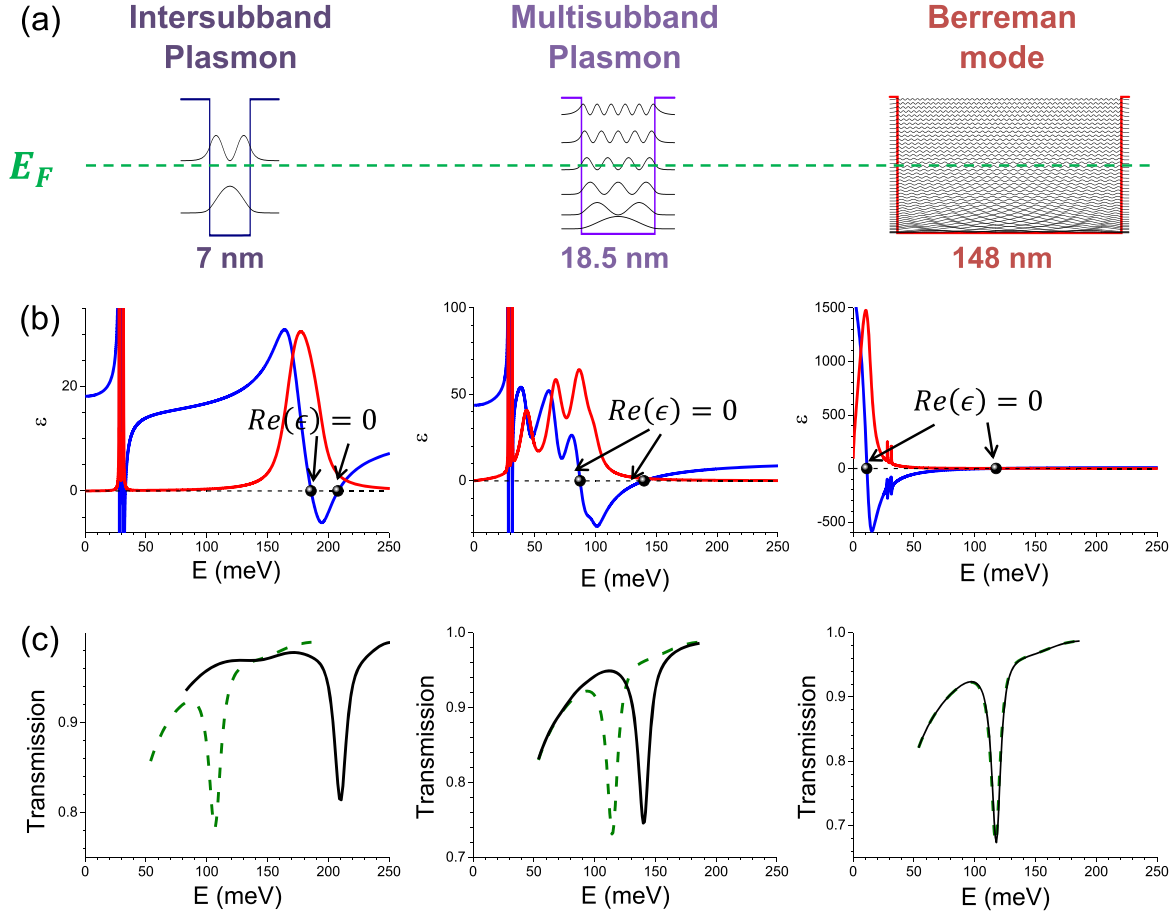 (a)
Intersubband Plasmon
Multisubband Plasmon
Berreman mode
E_F
7 nm
18.5 nm
148 nm
(b)
ε
20
0
Re(ϵ) = 0
0 50 100 150 200 250
E (meV)
ε
100
50
0
Re(ϵ) = 0
0 50 100 150 200 250
E (meV)
ε
1500
1000
500
0
-500
Re(ϵ) = 0
0 50 100 150 200 250
E (meV)
(c)
Transmission
0.9
0.8
0 50 100 150 200 250
E (meV)
Transmission
1.0
0.9
0.8
0.7
0 50 100 150 200 250
E (meV)
Transmission
1.0
0.9
0.8
0.7
0.6
0 50 100 150 200 250
E (meV)